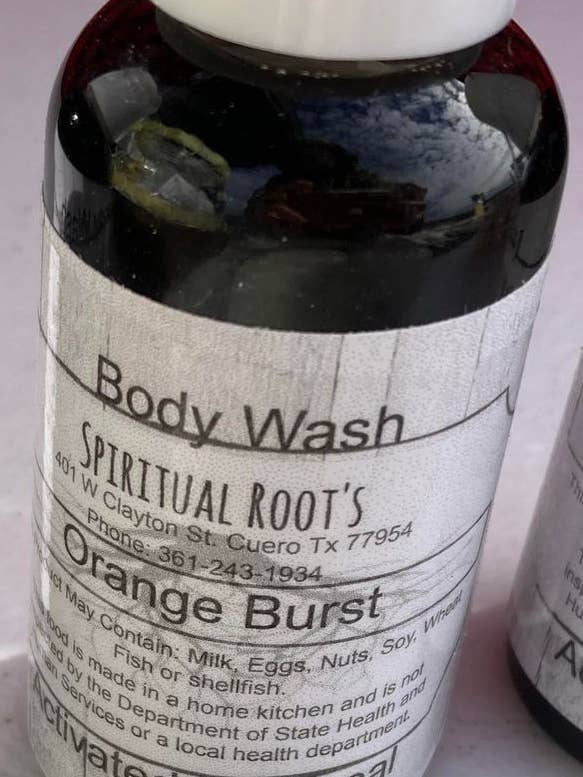 Body Wash
SPIRITUAL ROOT'S
401 W Clayton St. Cuero Tx 77954
Phone: 361-243-1934
Orange Burst
May Contain: Milk, Eggs, Nuts, Soy, Wheat
Fish or shellfish.
food is made in a home kitchen and is not
by the Department of State Health and
Services or a local health department.